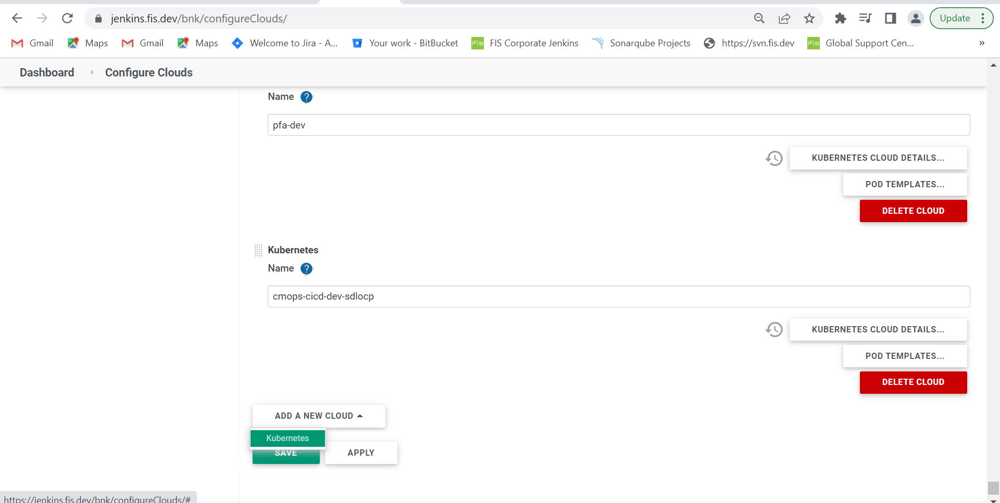 jenkins.fis.dev/bnk/configureClouds/
Update
Gmail
Maps
Gmail
Maps
Welcome to Jira - A...
Your work - BitBucket
FIS Corporate Jenkins
Sonarqube Projects
https://svn.fis.dev
Global Support Cen...
»
Dashboard
Configure Clouds
Name ?
pfa-dev
KUBERNETES CLOUD DETAILS...
POD TEMPLATES...
DELETE CLOUD
Kubernetes
Name ?
cmops-cicd-dev-sdlocp
KUBERNETES CLOUD DETAILS...
POD TEMPLATES...
DELETE CLOUD
ADD A NEW CLOUD
Kubernetes
SAVE
APPLY
https://jenkins.fis.dev/bnk/configureClouds/#